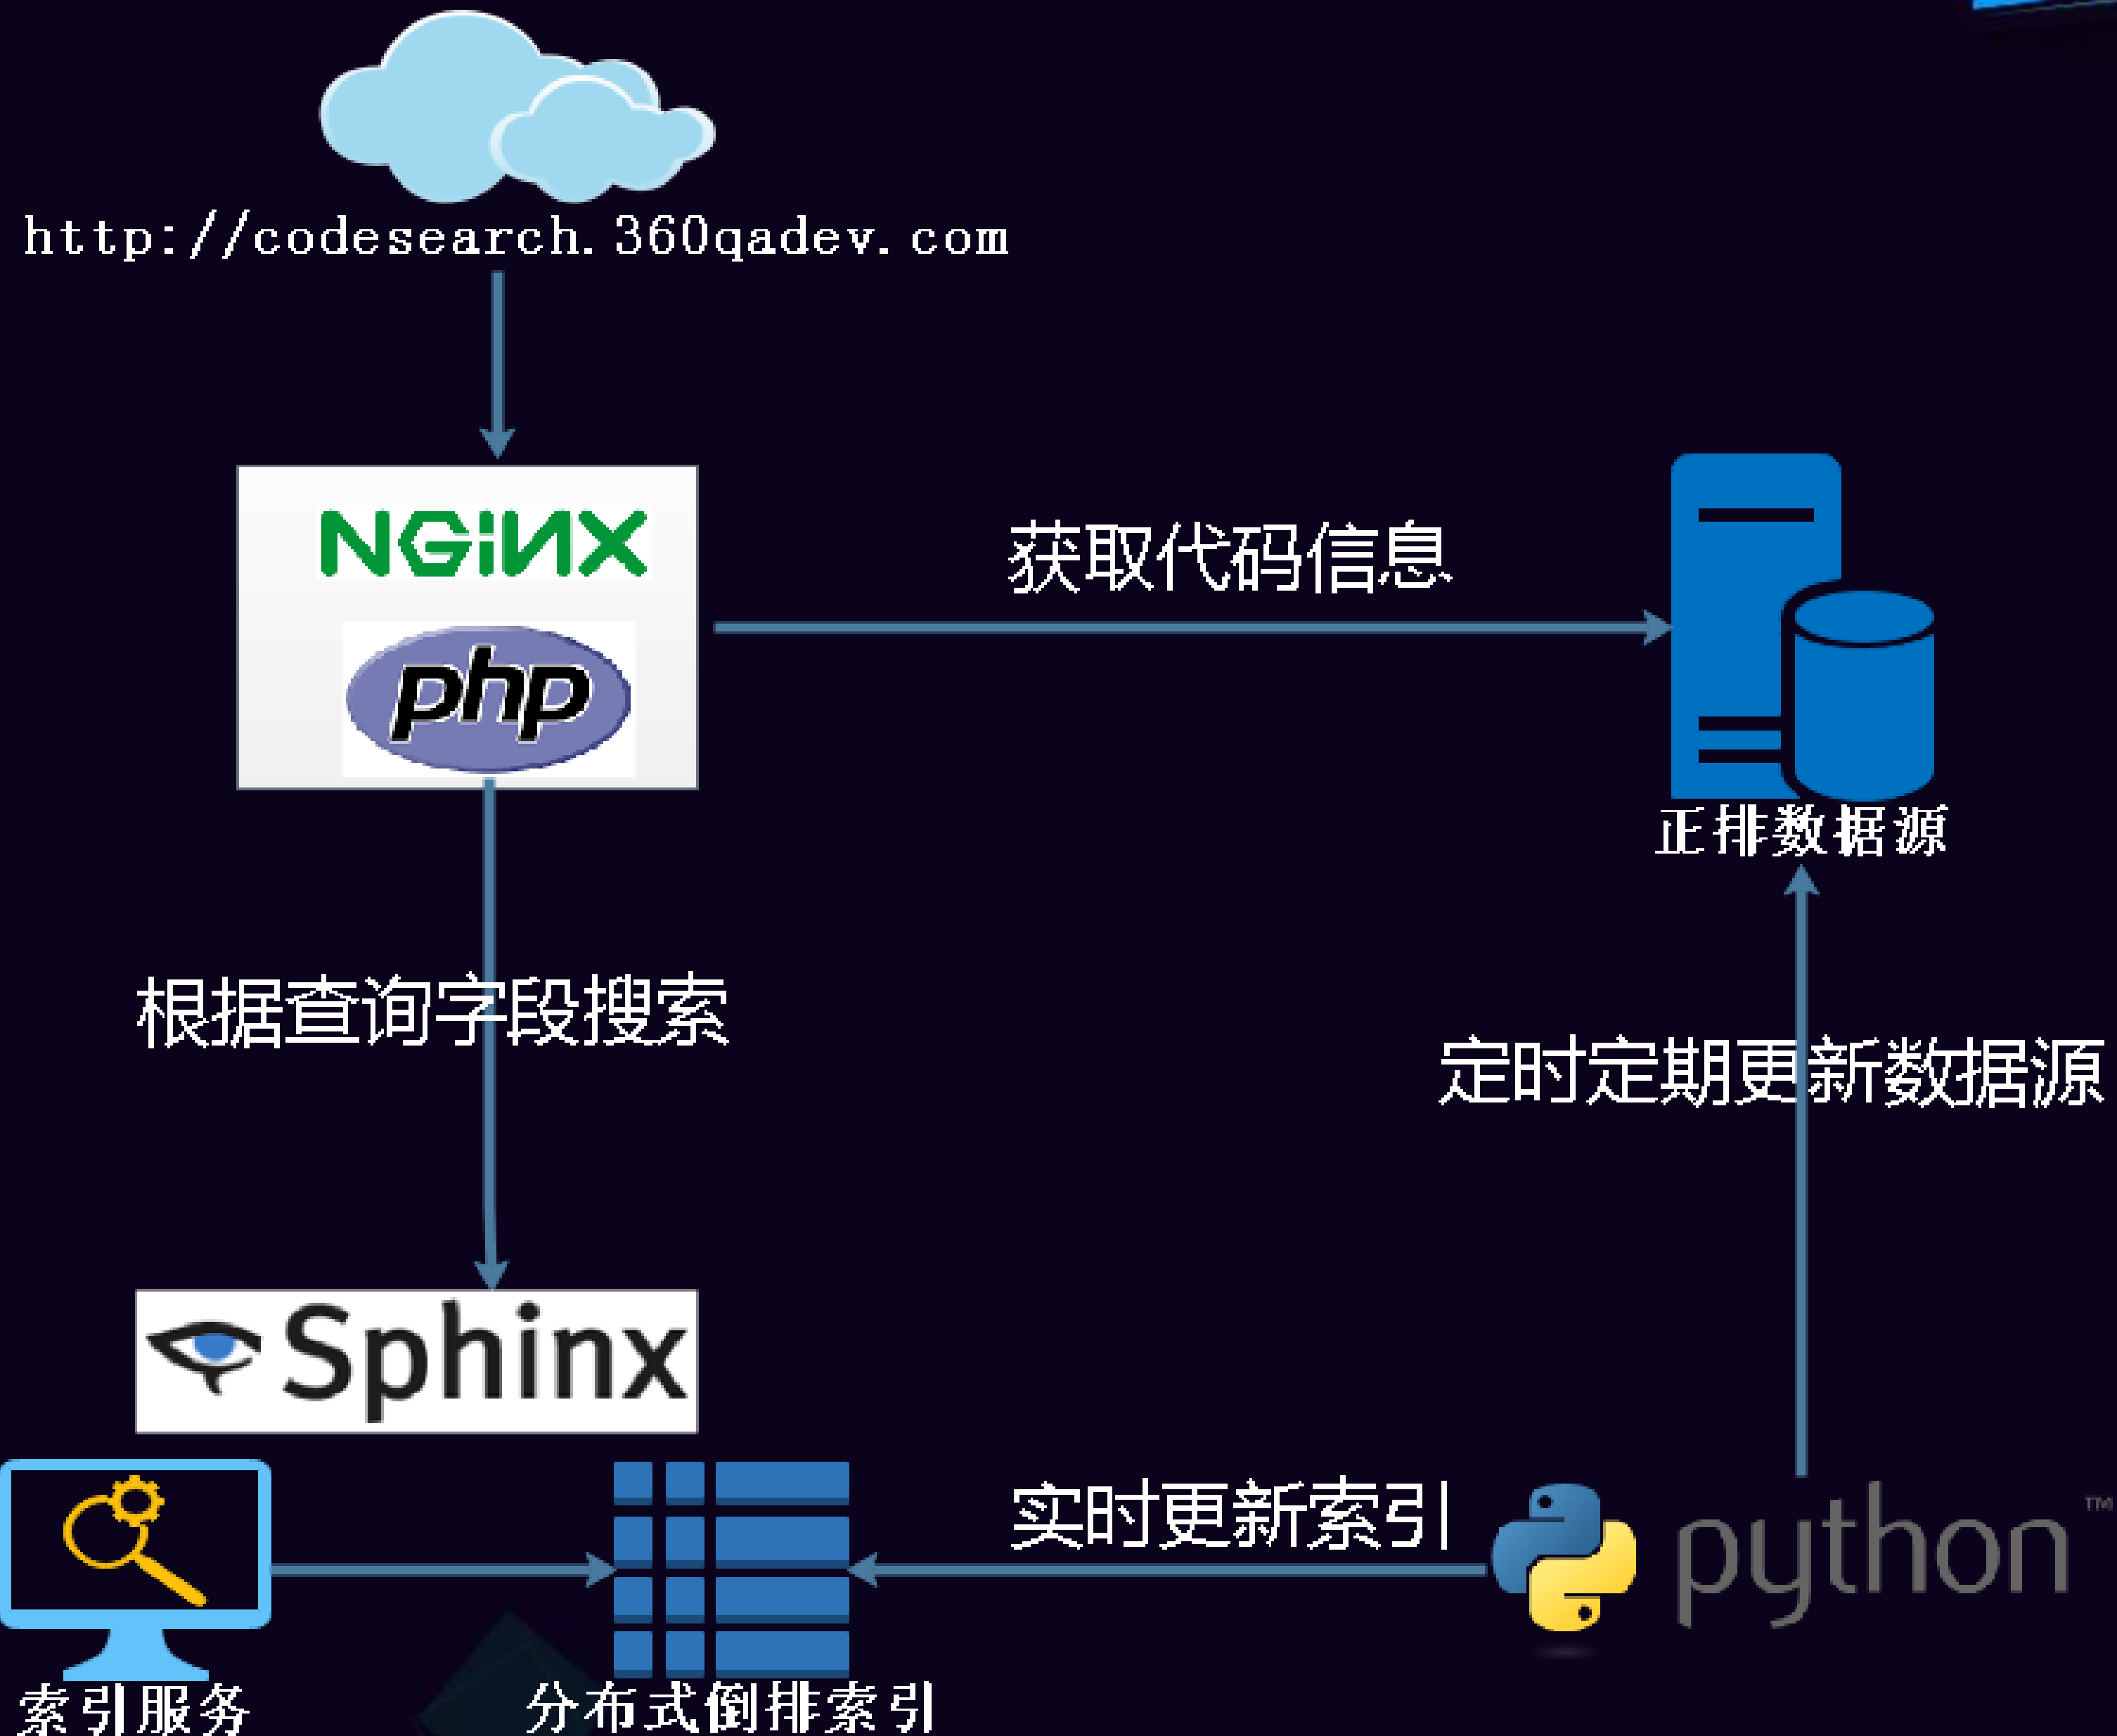 http://codesearch.360qadev.com
NGiNX
获取代码信息
php
正排数据源
根据查询字段搜索
定时定期更新数据源
Sphinx
实时更新索引
python™
索引服务
分布式倒排索引